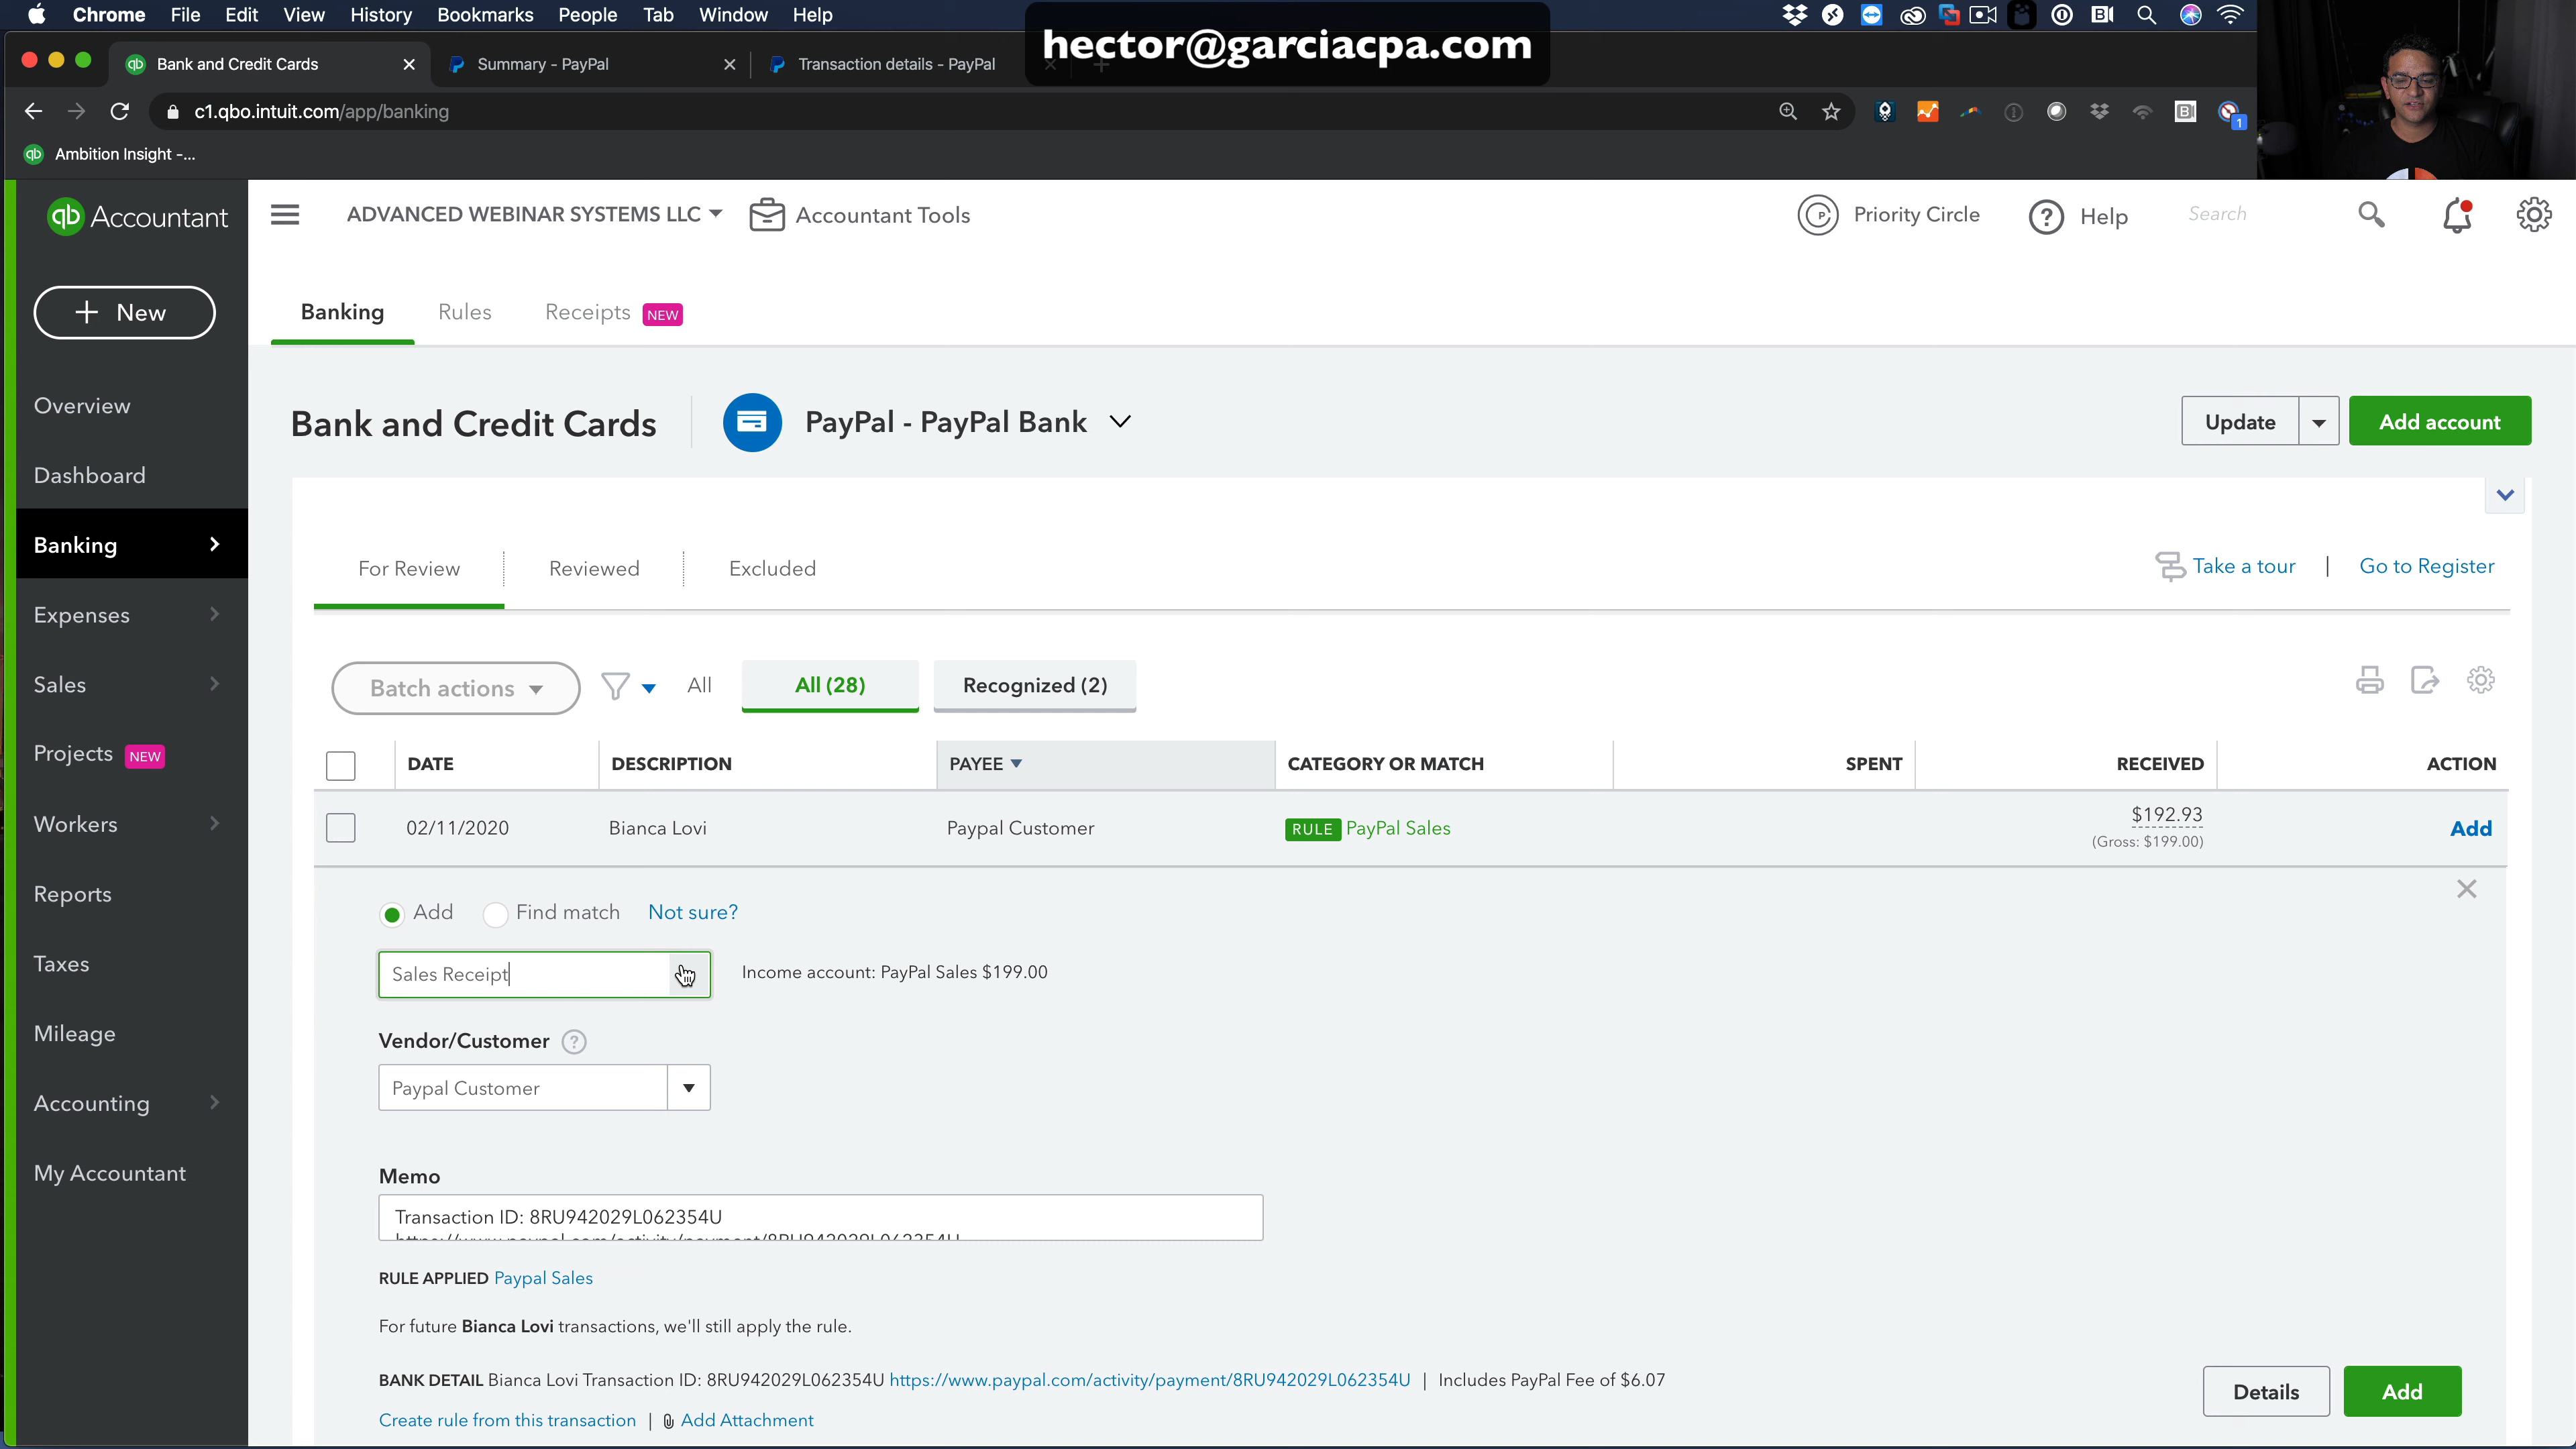 Chrome File Edit View History Bookmarks People Tab Window Help
hector@garciacpa.com
Bank and Credit Cards
Summary - PayPal
Transaction details - PayPal
c1.qbo.intuit.com/app/banking
1
Ambition Insight -...
qb Accountant
ADVANCED WEBINAR SYSTEMS LLC
Accountant Tools
Priority Circle
Help
Search
+ New
Banking
Rules
Receipts NEW
Overview
Dashboard
Banking
Expenses
Sales
Projects NEW
Workers
Reports
Taxes
Mileage
Accounting
My Accountant
Bank and Credit Cards
PayPal - PayPal Bank
Update
Add account
For Review
Reviewed
Excluded
Take a tour | Go to Register
Batch actions
All
All (28)
Recognized (2)
DATE DESCRIPTION PAYEE CATEGORY OR MATCH SPENT RECEIVED ACTION
02/11/2020 Bianca Lovi Paypal Customer RULE PayPal Sales $192.93 Add
(Gross: $199.00)
Add Find match Not sure?
Sales Receipt
Income account: PayPal Sales $199.00
Vendor/Customer ?
Paypal Customer
Memo
Transaction ID: 8RU942029L062354U
https://www.paypal.com/activity/payment/8RU942029L062354U
RULE APPLIED Paypal Sales
For future Bianca Lovi transactions, we'll still apply the rule.
BANK DETAIL Bianca Lovi Transaction ID: 8RU942029L062354U https://www.paypal.com/activity/payment/8RU942029L062354U | Includes PayPal Fee of $6.07
Create rule from this transaction | Add Attachment
Details
Add